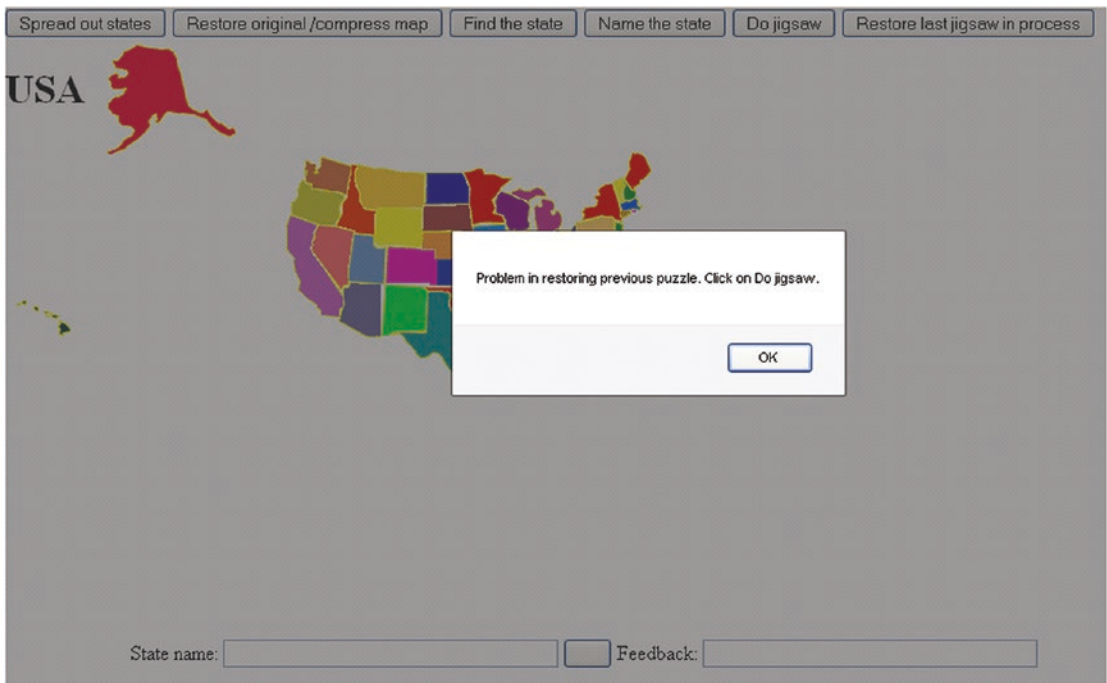 Spread out states Restore original /compress map Find the state Name the state Do jigsaw Restore last jigsaw in process
USA
Problem in restoring previous puzzle. Click on Do jigsaw.
OK
State name: Feedback: